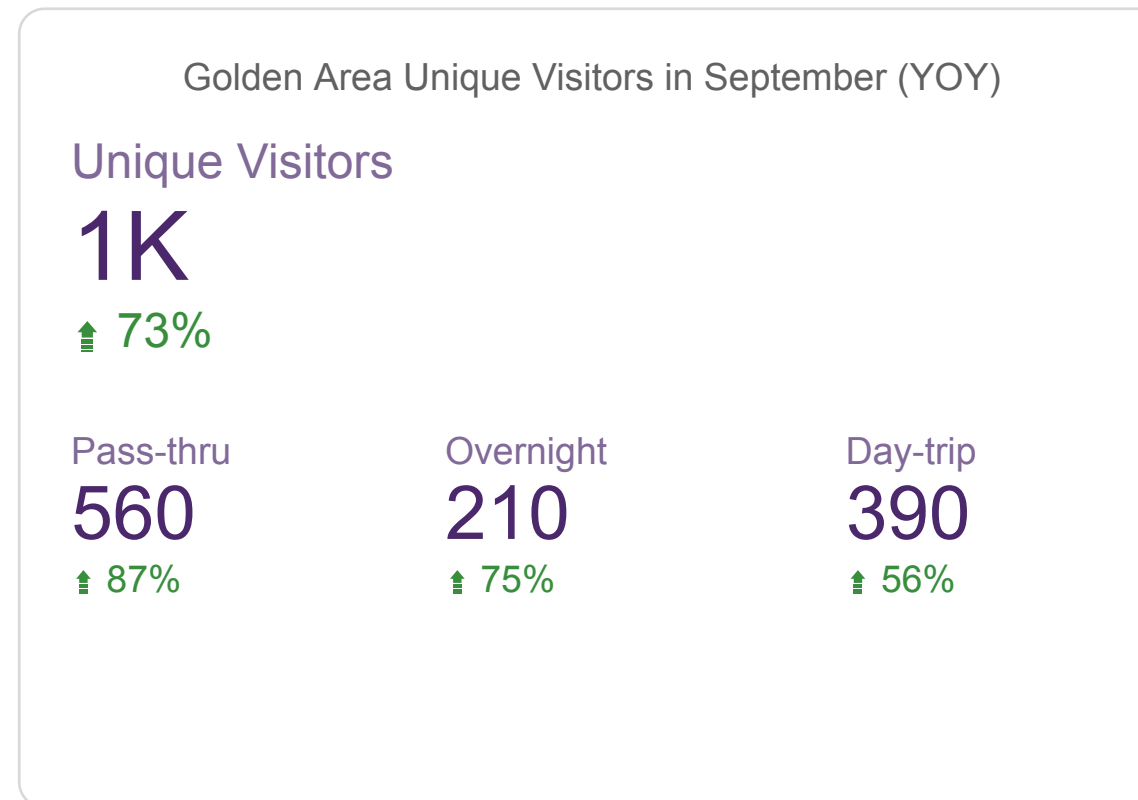 Golden Area Unique Visitors in September (YOY)
Unique Visitors
1K
73%
Pass-thru Overnight Day-trip
560 210 390
87% 75% 56%